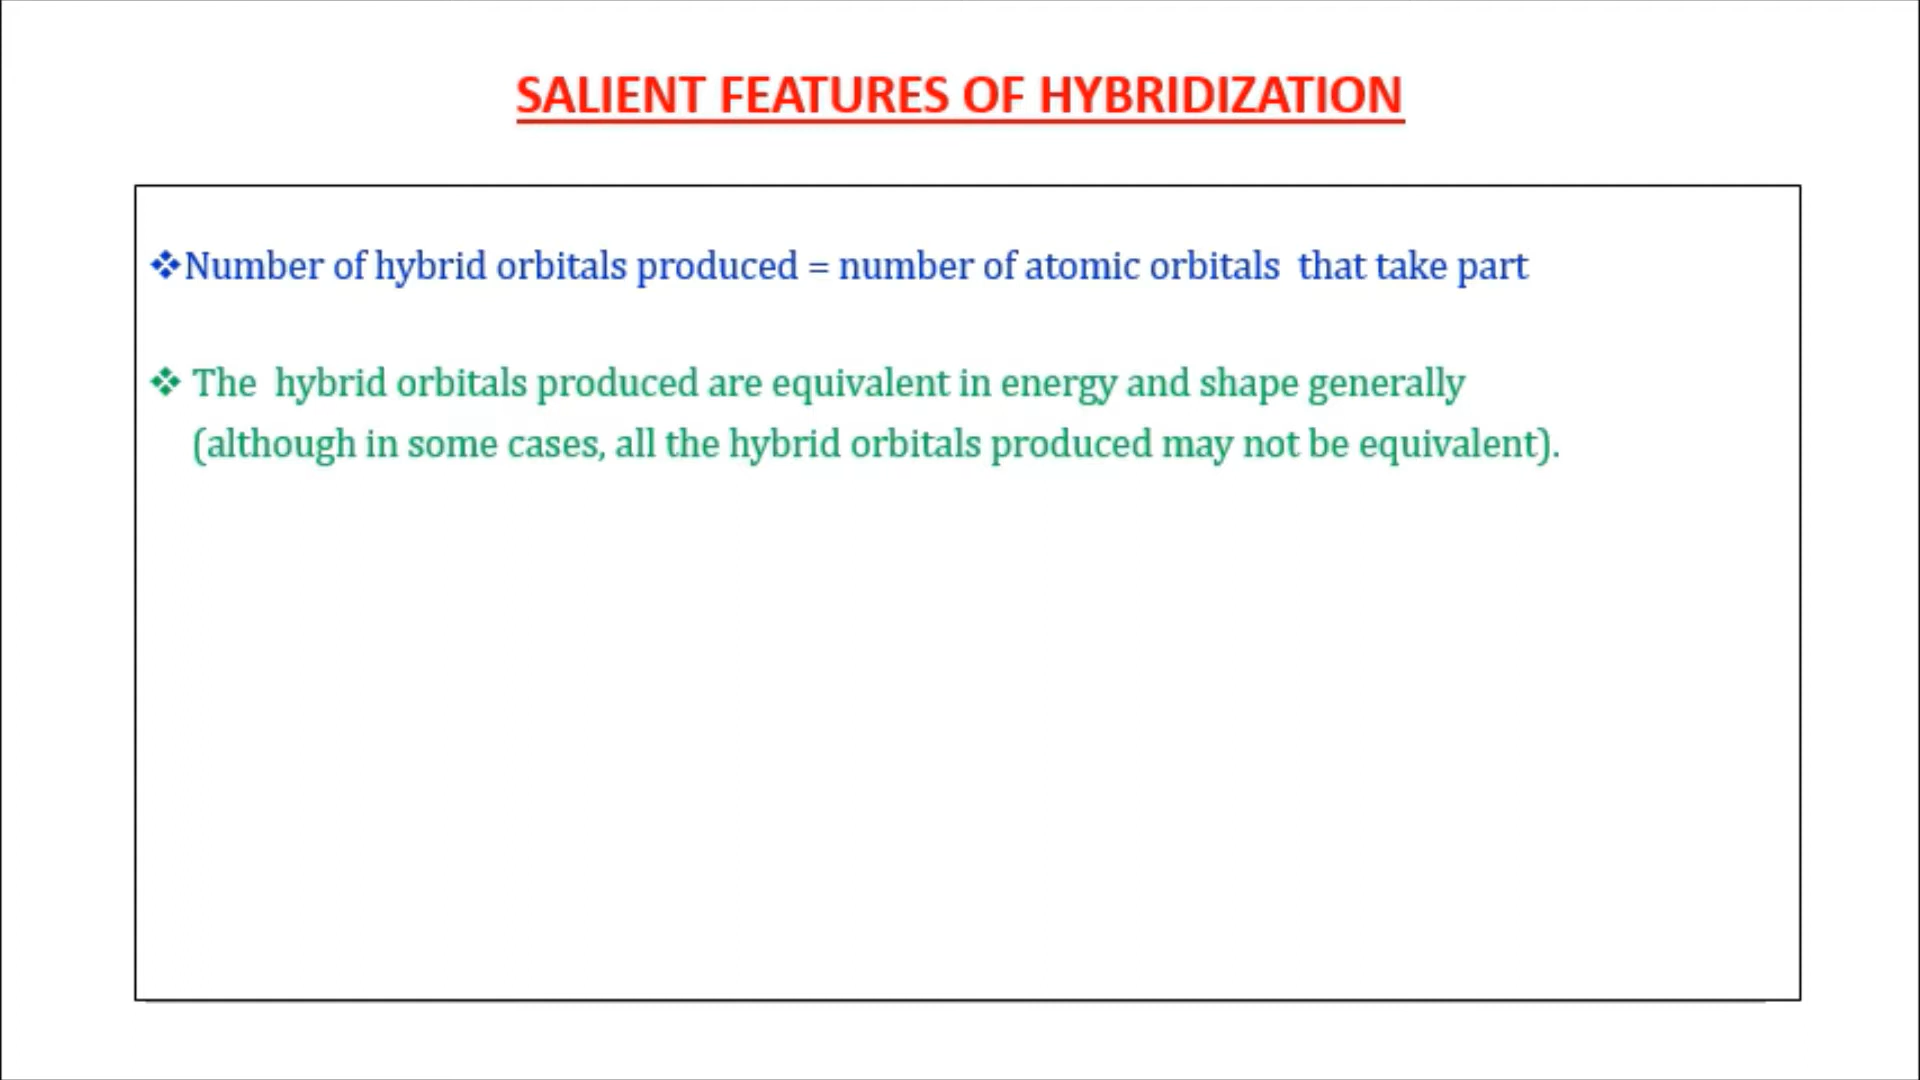 SALIENT FEATURES OF HYBRIDIZATION
❖Number of hybrid orbitals produced = number of atomic orbitals that take part
❖ The hybrid orbitals produced are equivalent in energy and shape generally
(although in some cases, all the hybrid orbitals produced may not be equivalent).